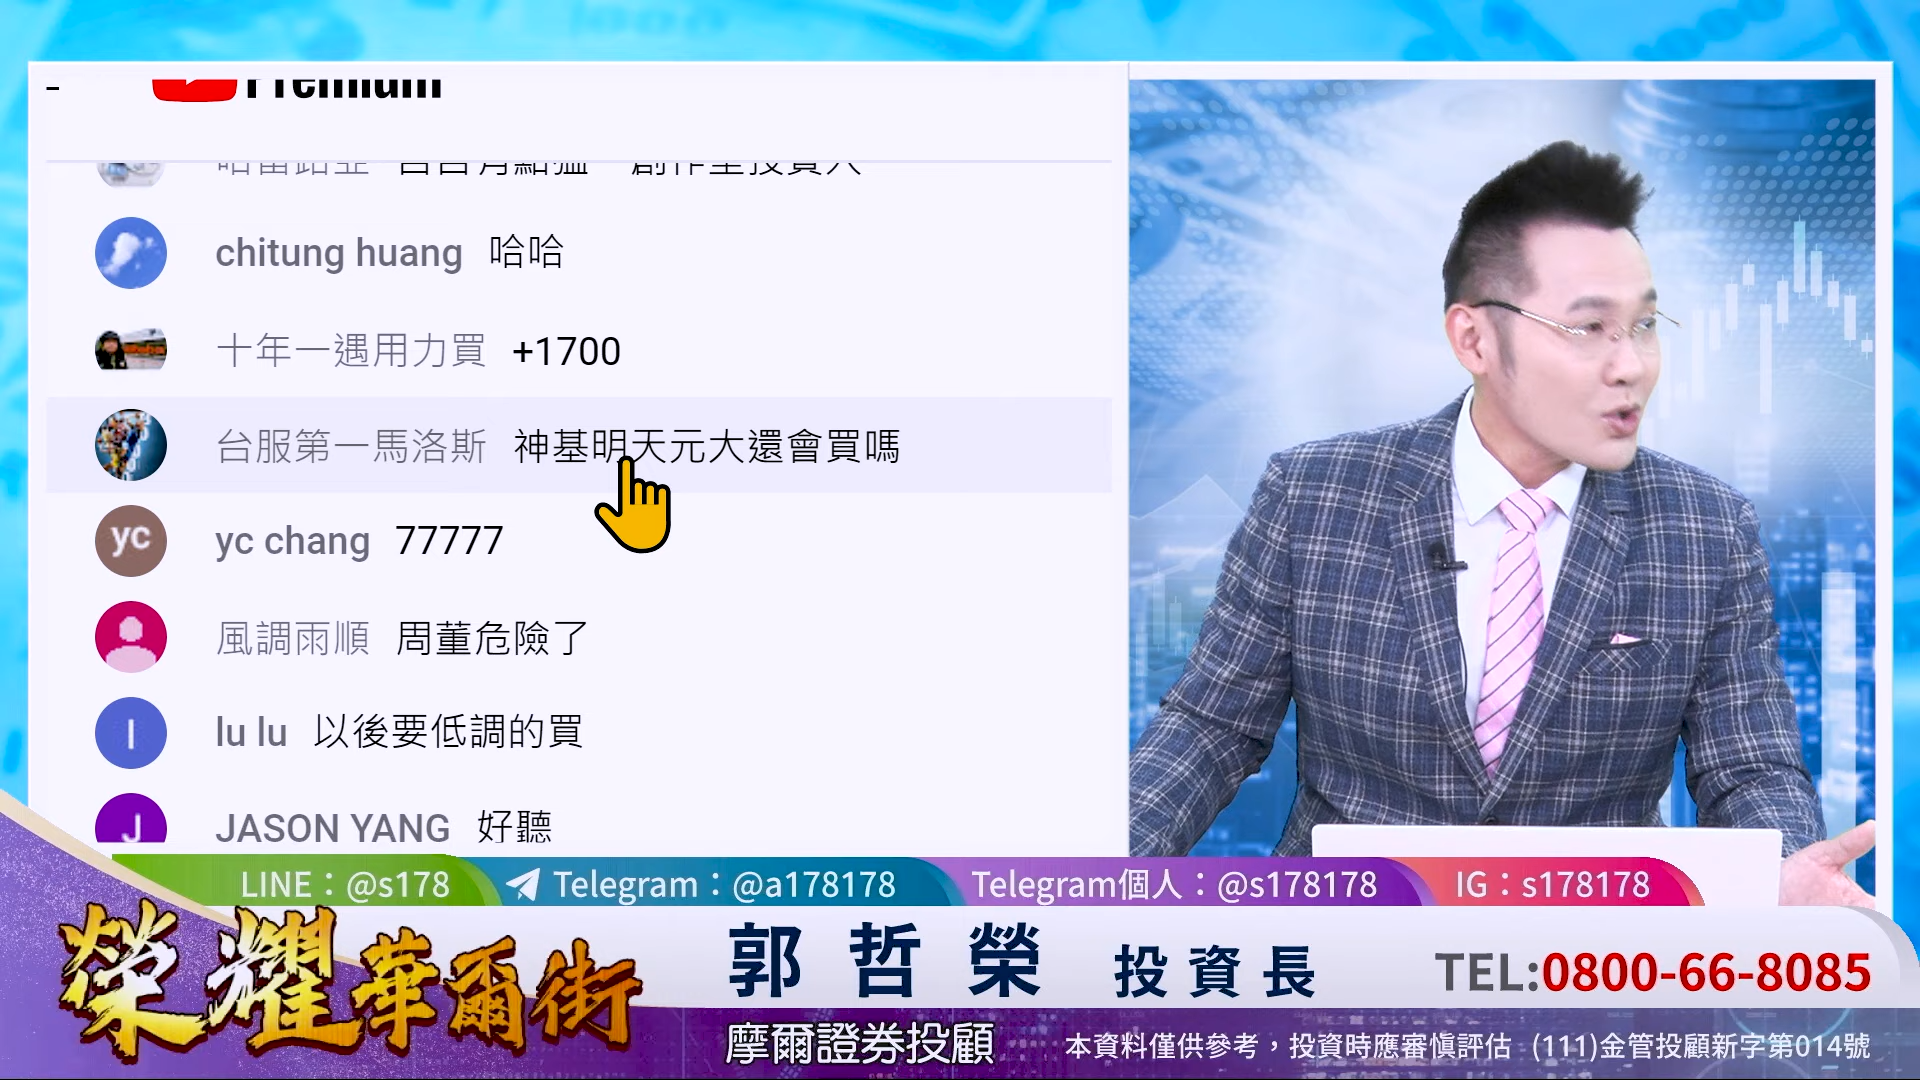 Premium
chitung huang 哈哈
十年一遇用力買 +1700
台服第一馬洛斯 神基明天元大還會買嗎
yc
yc chang 77777
風調雨順 周董危險了
l
lu lu 以後要低調的買
J
JASON YANG 好聽
LINE：@s178
Telegram：@a178178
Telegram個人：@s178178
IG：s178178
榮耀華爾街
郭哲榮 投資長
TEL:0800-66-8085
摩爾證券投顧
本資料僅供參考，投資時應審慎評估 (111)金管投顧新字第014號